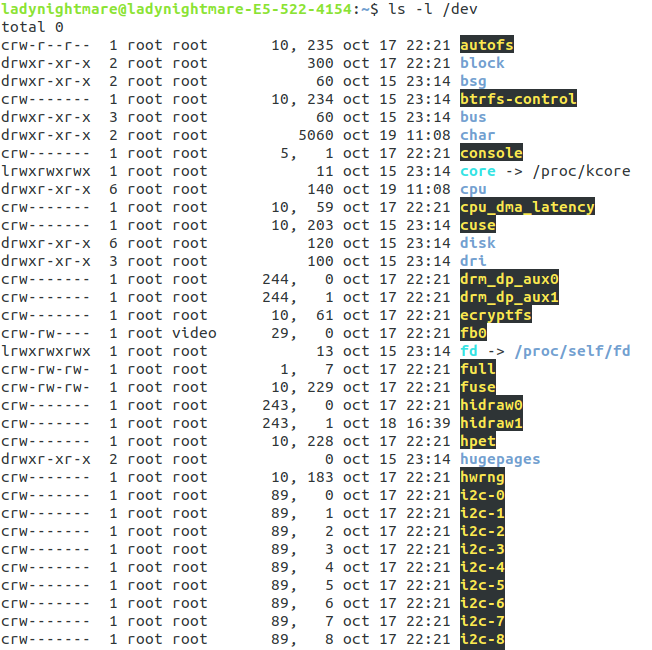 ladynightmare@ladynightmare-E5-522-4154:~$ ls -l /dev
total 0
crw-r--r--  1 root root       10, 235 oct 17 22:21 autofs
drwxr-xr-x  2 root root           300 oct 17 22:21 block
drwxr-xr-x  2 root root            60 oct 15 23:14 bsg
crw-------  1 root root       10, 234 oct 15 23:14 btrfs-control
drwxr-xr-x  3 root root            60 oct 15 23:14 bus
drwxr-xr-x  2 root root          5060 oct 19 11:08 char
crw-------  1 root root        5,   1 oct 17 22:21 console
lrwxrwxrwx  1 root root            11 oct 15 23:14 core -> /proc/kcore
drwxr-xr-x  6 root root           140 oct 19 11:08 cpu
crw-------  1 root root       10,  59 oct 17 22:21 cpu_dma_latency
crw-------  1 root root       10, 203 oct 15 23:14 cuse
drwxr-xr-x  6 root root           120 oct 15 23:14 disk
drwxr-xr-x  3 root root           100 oct 15 23:14 dri
crw-------  1 root root      244,   0 oct 17 22:21 drm_dp_aux0
crw-------  1 root root      244,   1 oct 17 22:21 drm_dp_aux1
crw-------  1 root root       10,  61 oct 17 22:21 ecryptfs
crw-rw----  1 root video      29,   0 oct 17 22:21 fb0
lrwxrwxrwx  1 root root            13 oct 15 23:14 fd -> /proc/self/fd
crw-rw-rw-  1 root root        1,   7 oct 17 22:21 full
crw-rw-rw-  1 root root       10, 229 oct 17 22:21 fuse
crw-------  1 root root      243,   0 oct 17 22:21 hidraw0
crw-------  1 root root      243,   1 oct 18 16:39 hidraw1
crw-------  1 root root       10, 228 oct 17 22:21 hpet
drwxr-xr-x  2 root root             0 oct 15 23:14 hugepages
crw-------  1 root root       10, 183 oct 17 22:21 hwrng
crw-------  1 root root       89,   0 oct 17 22:21 i2c-0
crw-------  1 root root       89,   1 oct 17 22:21 i2c-1
crw-------  1 root root       89,   2 oct 17 22:21 i2c-2
crw-------  1 root root       89,   3 oct 17 22:21 i2c-3
crw-------  1 root root       89,   4 oct 17 22:21 i2c-4
crw-------  1 root root       89,   5 oct 17 22:21 i2c-5
crw-------  1 root root       89,   6 oct 17 22:21 i2c-6
crw-------  1 root root       89,   7 oct 17 22:21 i2c-7
crw-------  1 root root       89,   8 oct 17 22:21 i2c-8